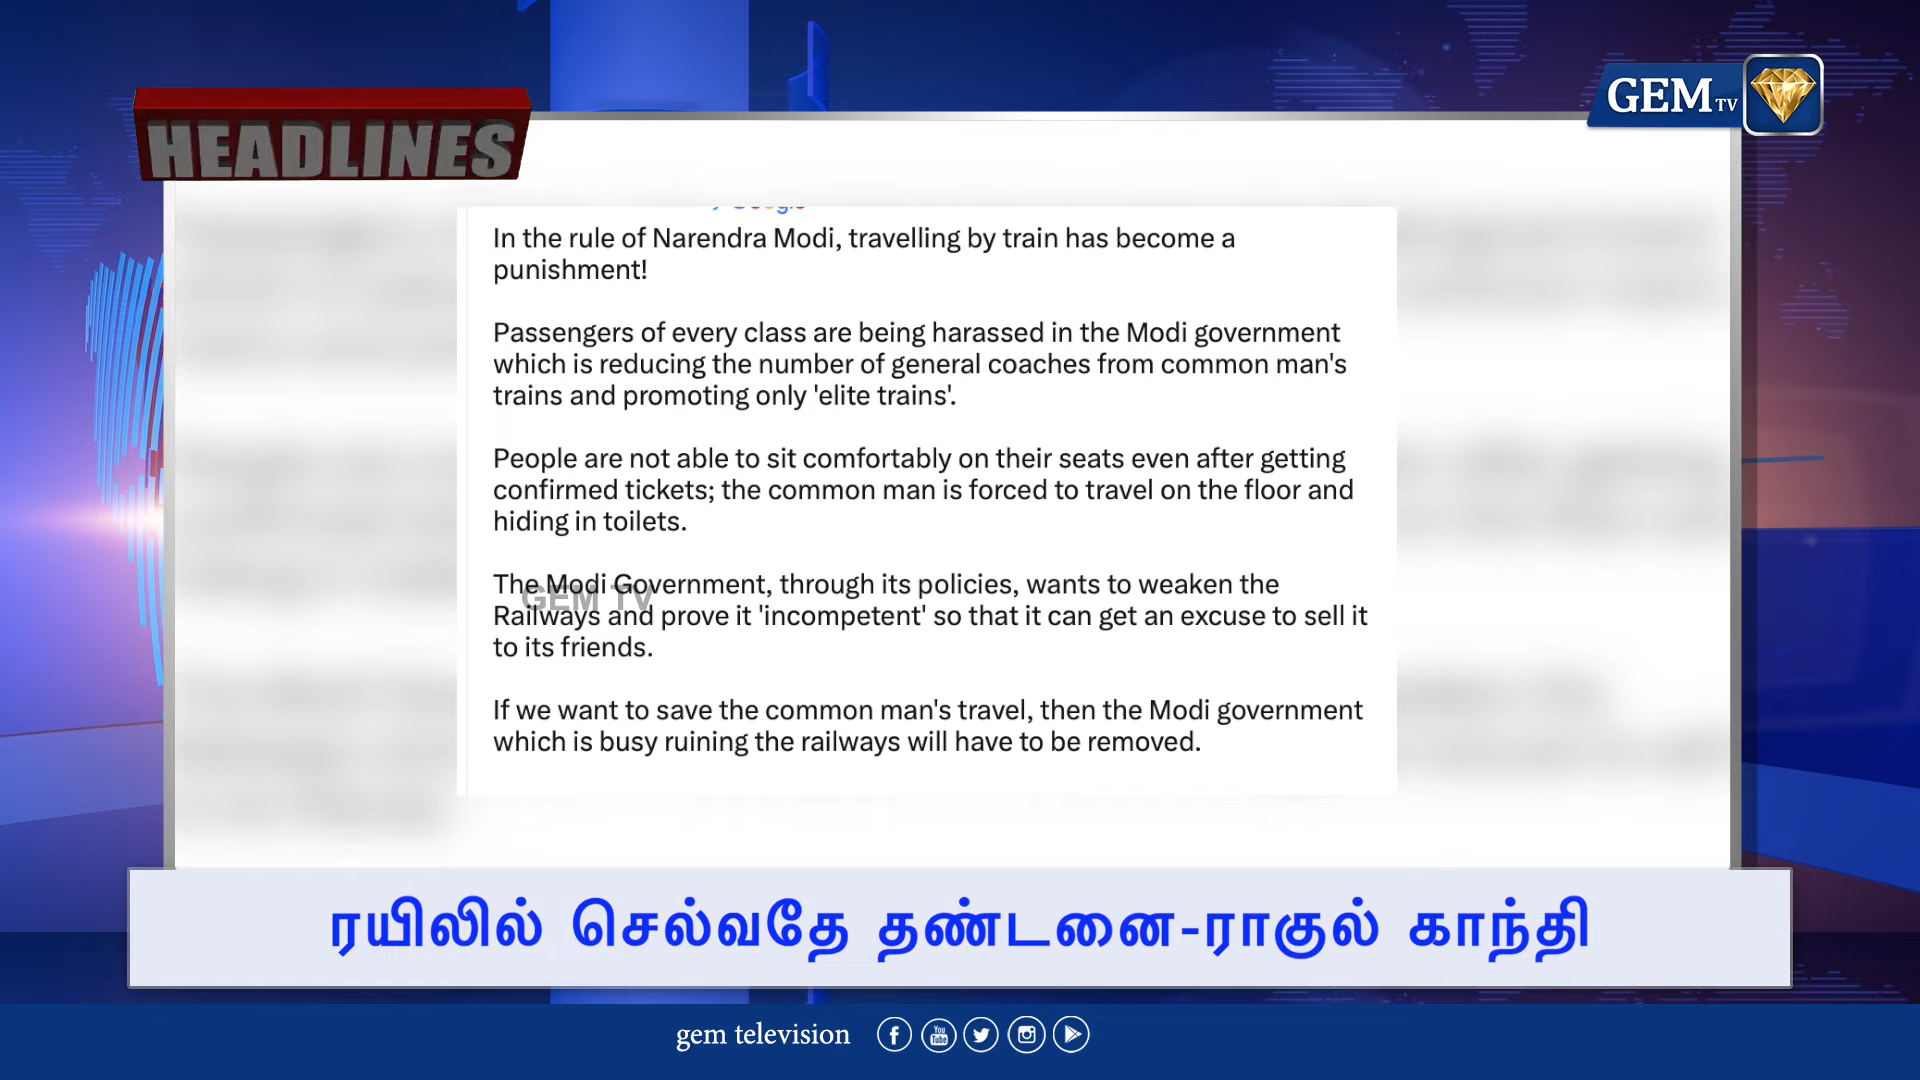 HEADLINES
GEM TV
In the rule of Narendra Modi, travelling by train has become a
punishment!
Passengers of every class are being harassed in the Modi government
which is reducing the number of general coaches from common man's
trains and promoting only 'elite trains'.
People are not able to sit comfortably on their seats even after getting
confirmed tickets; the common man is forced to travel on the floor and
hiding in toilets.
The Modi Government, through its policies, wants to weaken the
GEM TV
Railways and prove it 'incompetent' so that it can get an excuse to sell it
to its friends.
If we want to save the common man's travel, then the Modi government
which is busy ruining the railways will have to be removed.
ரயிலில் செல்வதே தண்டனை-ராகுல் காந்தி
gem television